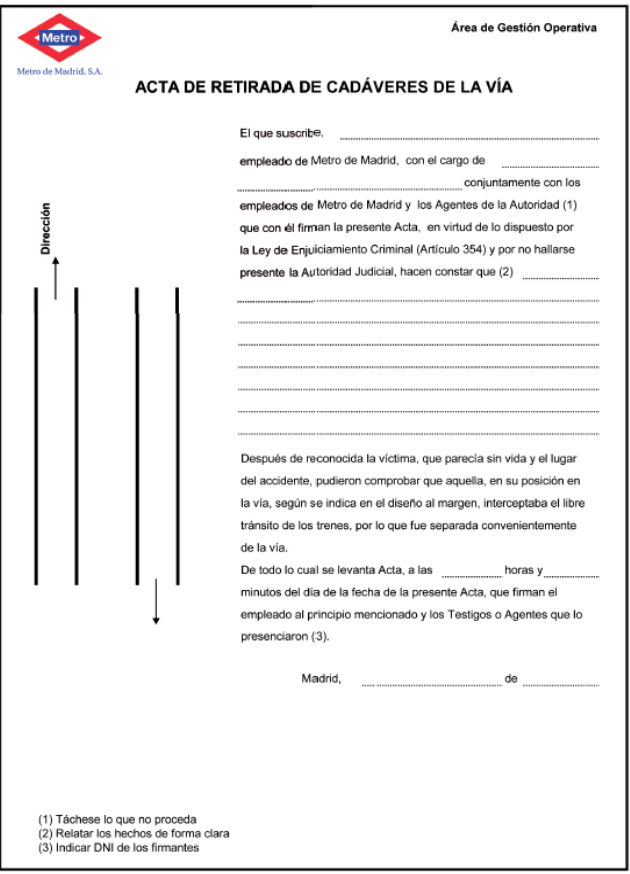 Metro
Metro de Madrid, S.A.
Área de Gestión Operativa
ACTA DE RETIRADA DE CADÁVERES DE LA VÍA
El que suscribe,
empleado de Metro de Madrid, con el cargo de
conjuntamente con los
empleados de Metro de Madrid y los Agentes de la Autoridad (1)
que con él firman la presente Acta, en virtud de lo dispuesto por
la Ley de Enjuiciamiento Criminal (Artículo 354) y por no hallarse
presente la Autoridad Judicial, hacen constar que (2)
Dirección
Después de reconocida la víctima, que parecía sin vida y el lugar
del accidente, pudieron comprobar que aquella, en su posición en
la vía, según se indica en el diseño al margen, interceptaba el libre
tránsito de los trenes, por lo que fue separada convenientemente
de la vía.
De todo lo cual se levanta Acta, a las horas y
minutos del día de la fecha de la presente Acta, que firman el
empleado al principio mencionado y los Testigos o Agentes que lo
presenciaron (3).
Madrid, de
(1) Táchese lo que no proceda
(2) Relatar los hechos de forma clara
(3) Indicar DNI de los firmantes